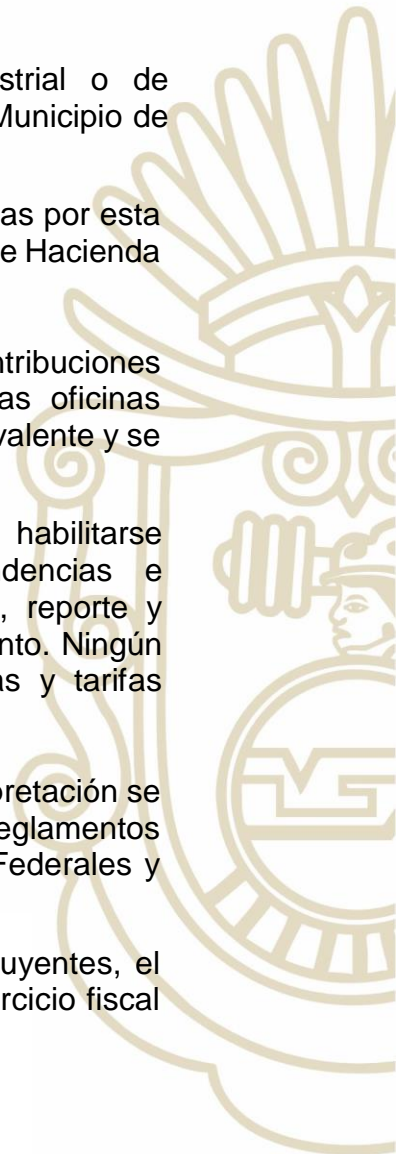 strial o de
Municipio de
as por esta
e Hacienda
ntribuciones
as oficinas
valente y se
habilitarse
dencias e
, reporte y
nto. Ningún
as y tarifas
pretación se
eglamentos
Federales y
uyentes, el
rcicio fiscal